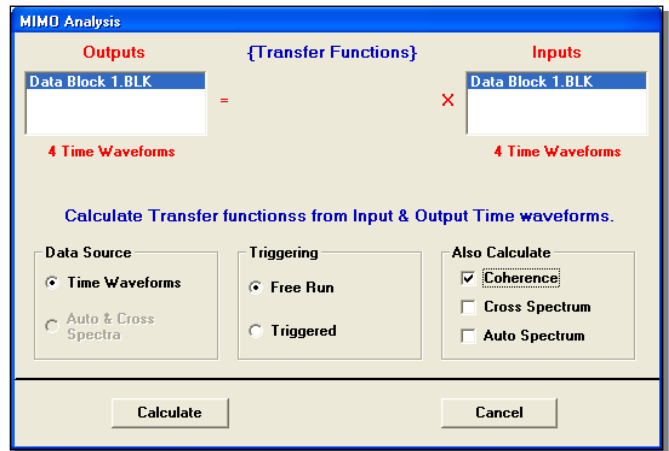 MIMO Analysis
Outputs {Transfer Functions} Inputs
Data Block 1.BLK = X Data Block 1.BLK
4 Time Waveforms 4 Time Waveforms
Calculate Transfer functionss from Input & Output Time waveforms.
Data Source
Time Waveforms
Auto & Cross
Spectra
Triggering
Free Run
Triggered
Also Calculate
Coherence
Cross Spectrum
Auto Spectrum
Calculate Cancel